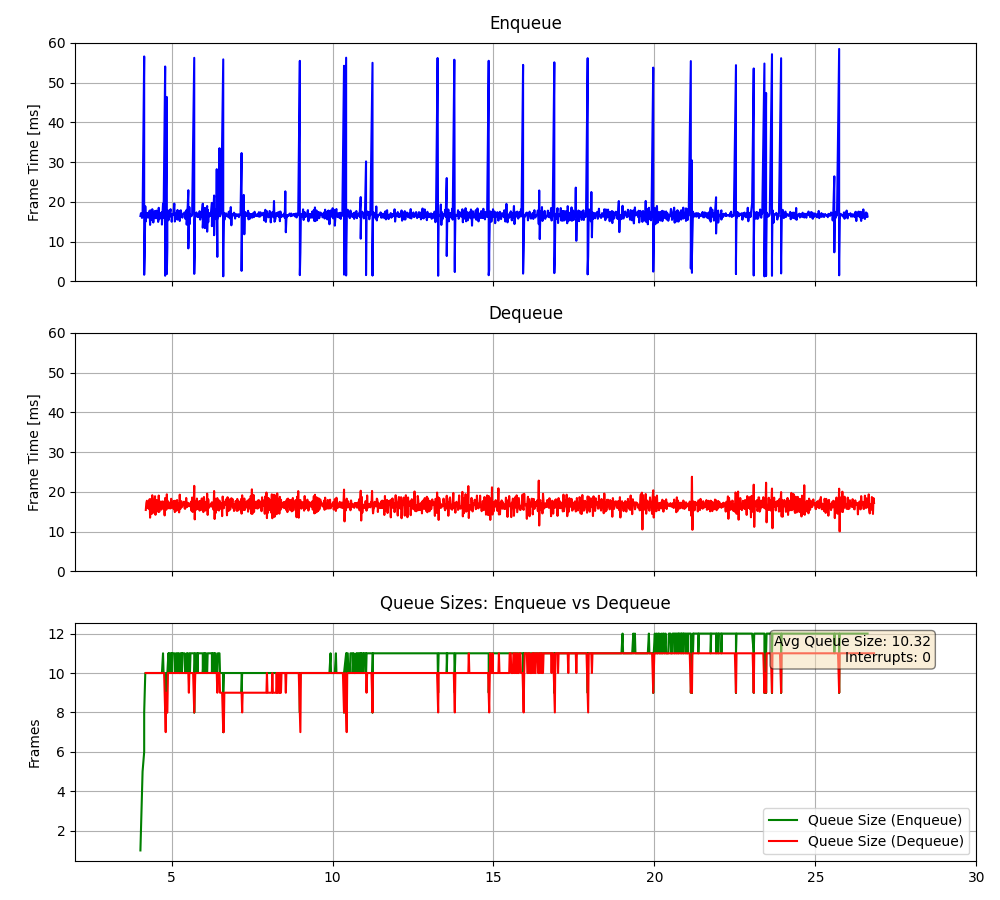 Enqueue
60
50
40
30
20
10
0
Frame Time [ms]
Dequeue
60
50
40
30
20
10
0
Frame Time [ms]
Queue Sizes: Enqueue vs Dequeue
12
10
8
6
4
2
Frames
Avg Queue Size: 10.32
Interrupts: 0
Queue Size (Enqueue)
Queue Size (Dequeue)
5 10 15 20 25 30